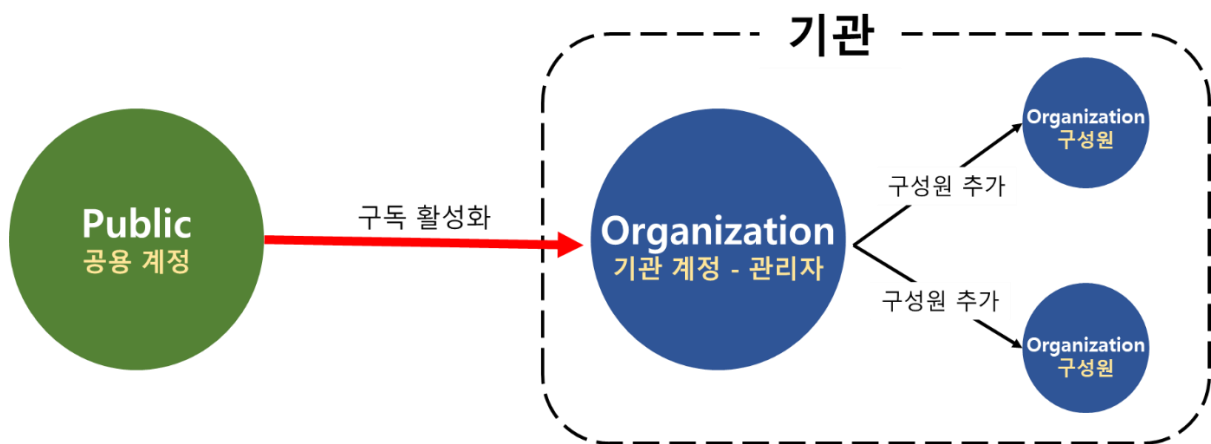 기관
Public
공용 계정
구독 활성화
Organization
기관 계정 - 관리자
구성원 추가
Organization
구성원
구성원 추가
Organization
구성원